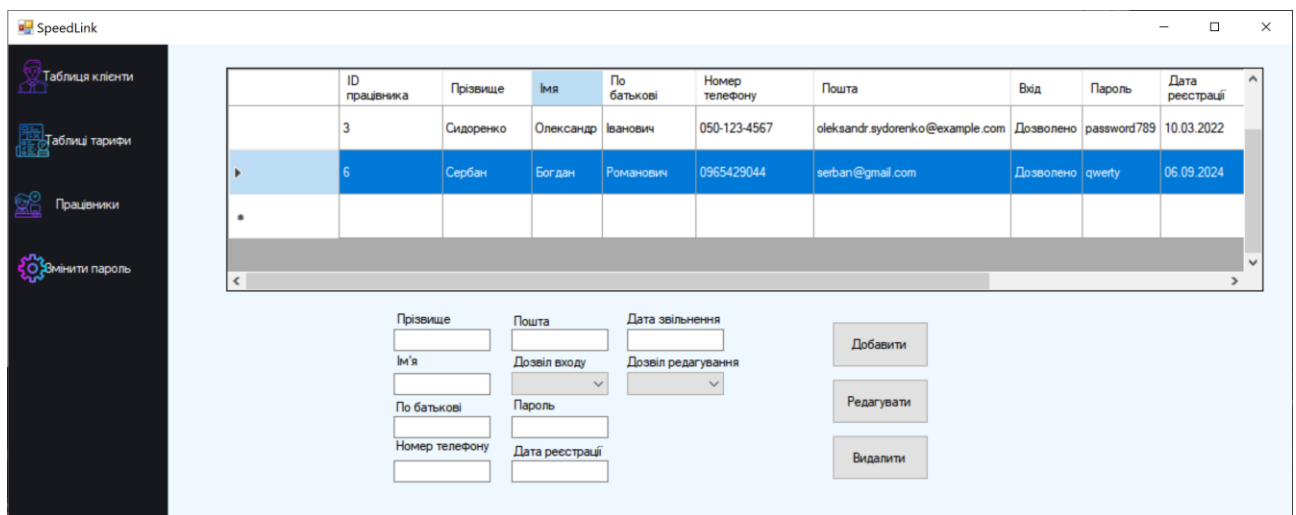 SpeedLink
Таблиця клієнти
Таблиці тарифи
Працівники
Змінити пароль
ID працівника Прізвище Імя По батькові Номер телефону Пошта Вхід Пароль Дата реєстрації
3 Сидоренко Олександр Іванович 050-123-4567 oleksandr.sydorenko@example.com Дозволено password789 10.03.2022
6 Сербан Богдан Романович 0965429044 serban@gmail.com Дозволено qwerty 06.09.2024
Прізвище Пошта Дата звільнення
Ім'я Дозвіл входу Дозвіл редагування
По батькові Пароль
Номер телефону Дата реєстрації
Добавити
Редагувати
Видалити